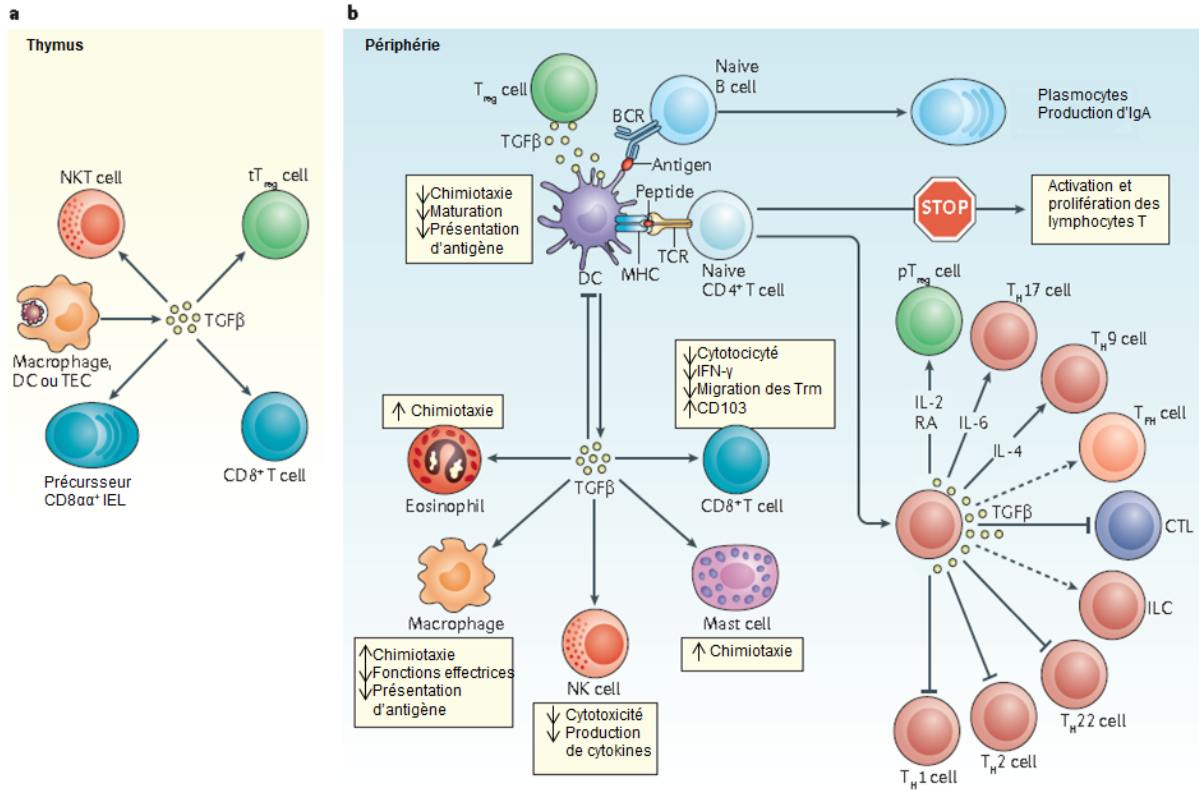 a
Thymus
NKT cell
tTreg cell
TGFβ
Macrophage,
DC ou TEC
Précursseur
CD8αα⁺ IEL
CD8⁺ T cell
b
Périphérie
Treg cell
TGFβ
Naive
B cell
BCR
Antigen
Peptide
Plasmocytes
Production d'IgA
↓Chimiotaxie
↓Maturation
↓Présentation
d'antigène
DC
MHC
TCR
Naive
CD4⁺ T cell
STOP
Activation et
prolifération des
lymphocytes T
↑ Chimiotaxie
Eosinophil
↓Cytotocicyté
↓IFN-γ
↓Migration des Trm
↑CD103
CD8⁺ T cell
TGFβ
Macrophage
↑Chimiotaxie
↓Fonctions effectrices
↓Présentation
d'antigène
NK cell
↓Cytotoxicité
↓Production
de cytokines
Mast cell
↑ Chimiotaxie
pTreg cell
TH17 cell
TH9 cell
TFH cell
IL-2
RA
IL-6
IL-4
TGFβ
CTL
ILC
TH22 cell
TH2 cell
TH1 cell